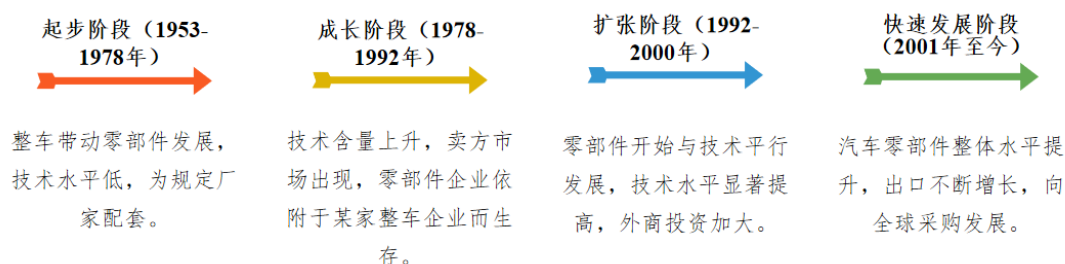 起步阶段（1953-
1978年）
整车带动零部件发展，
技术水平低，为规定厂
家配套。
成长阶段（1978-
1992年）
技术含量上升，卖方市
场出现，零部件企业依
附于某家整车企业而生
存。
扩张阶段（1992-
2000年）
零部件开始与技术平行
发展，技术水平显著提
高，外商投资加大。
快速发展阶段
（2001年至今）
汽车零部件整体水平提
升，出口不断增长，向
全球采购发展。